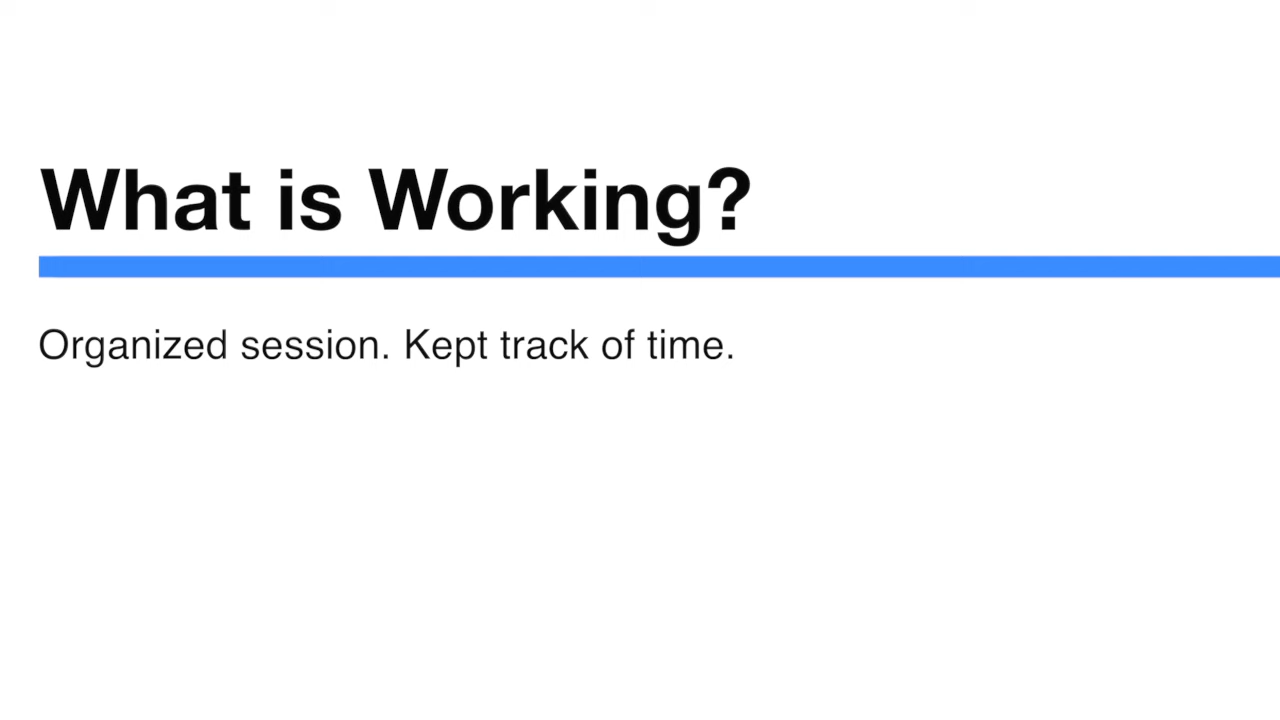 What is Working?
Organized session. Kept track of time.